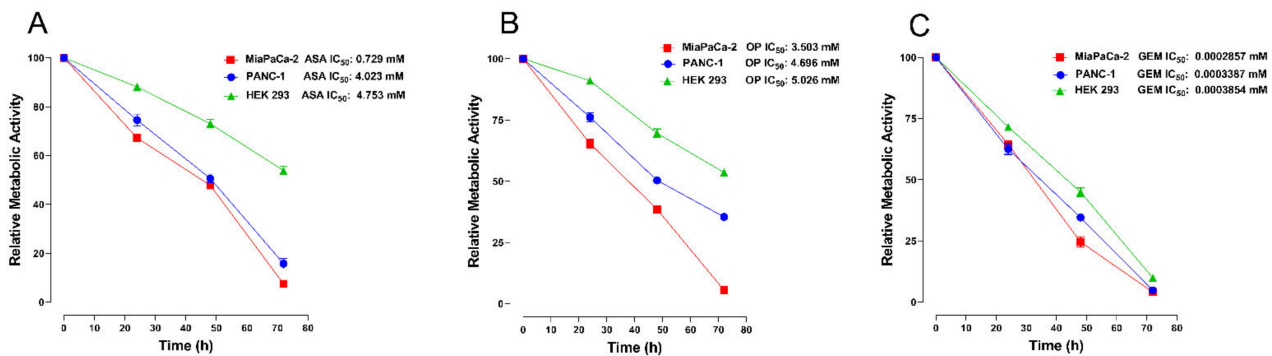 A
MiaPaCa-2 ASA IC50: 0.729 mM
PANC-1 ASA IC50: 4.023 mM
HEK 293 ASA IC50: 4.753 mM
Relative Metabolic Activity
100
80
60
40
20
0
0 10 20 30 40 50 60 70 80
Time (h)
B
MiaPaCa-2 OP IC50: 3.503 mM
PANC-1 OP IC50: 4.696 mM
HEK 293 OP IC50: 5.026 mM
Relative Metabolic Activity
100
75
50
25
0
0 10 20 30 40 50 60 70 80
Time (h)
C
MiaPaCa-2 GEM IC50: 0.0002857 mM
PANC-1 GEM IC50: 0.0003387 mM
HEK 293 GEM IC50: 0.0003854 mM
Relative Metabolic Activity
100
75
50
25
0
0 10 20 30 40 50 60 70 80
Time (h)